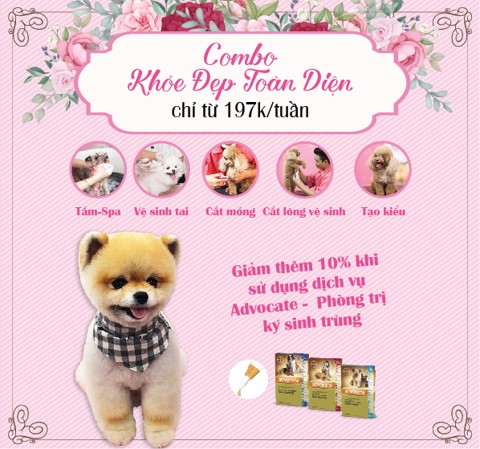 Combo
Khỏe Đẹp Toàn Diện
chỉ từ 197k/tuần
Tắm-Spa
Vệ sinh tai
Cắt móng
Cắt lông vệ sinh
Tạo kiểu
Giảm thêm 10% khi
sử dụng dịch vụ
Advocate - Phòng trị
ký sinh trùng